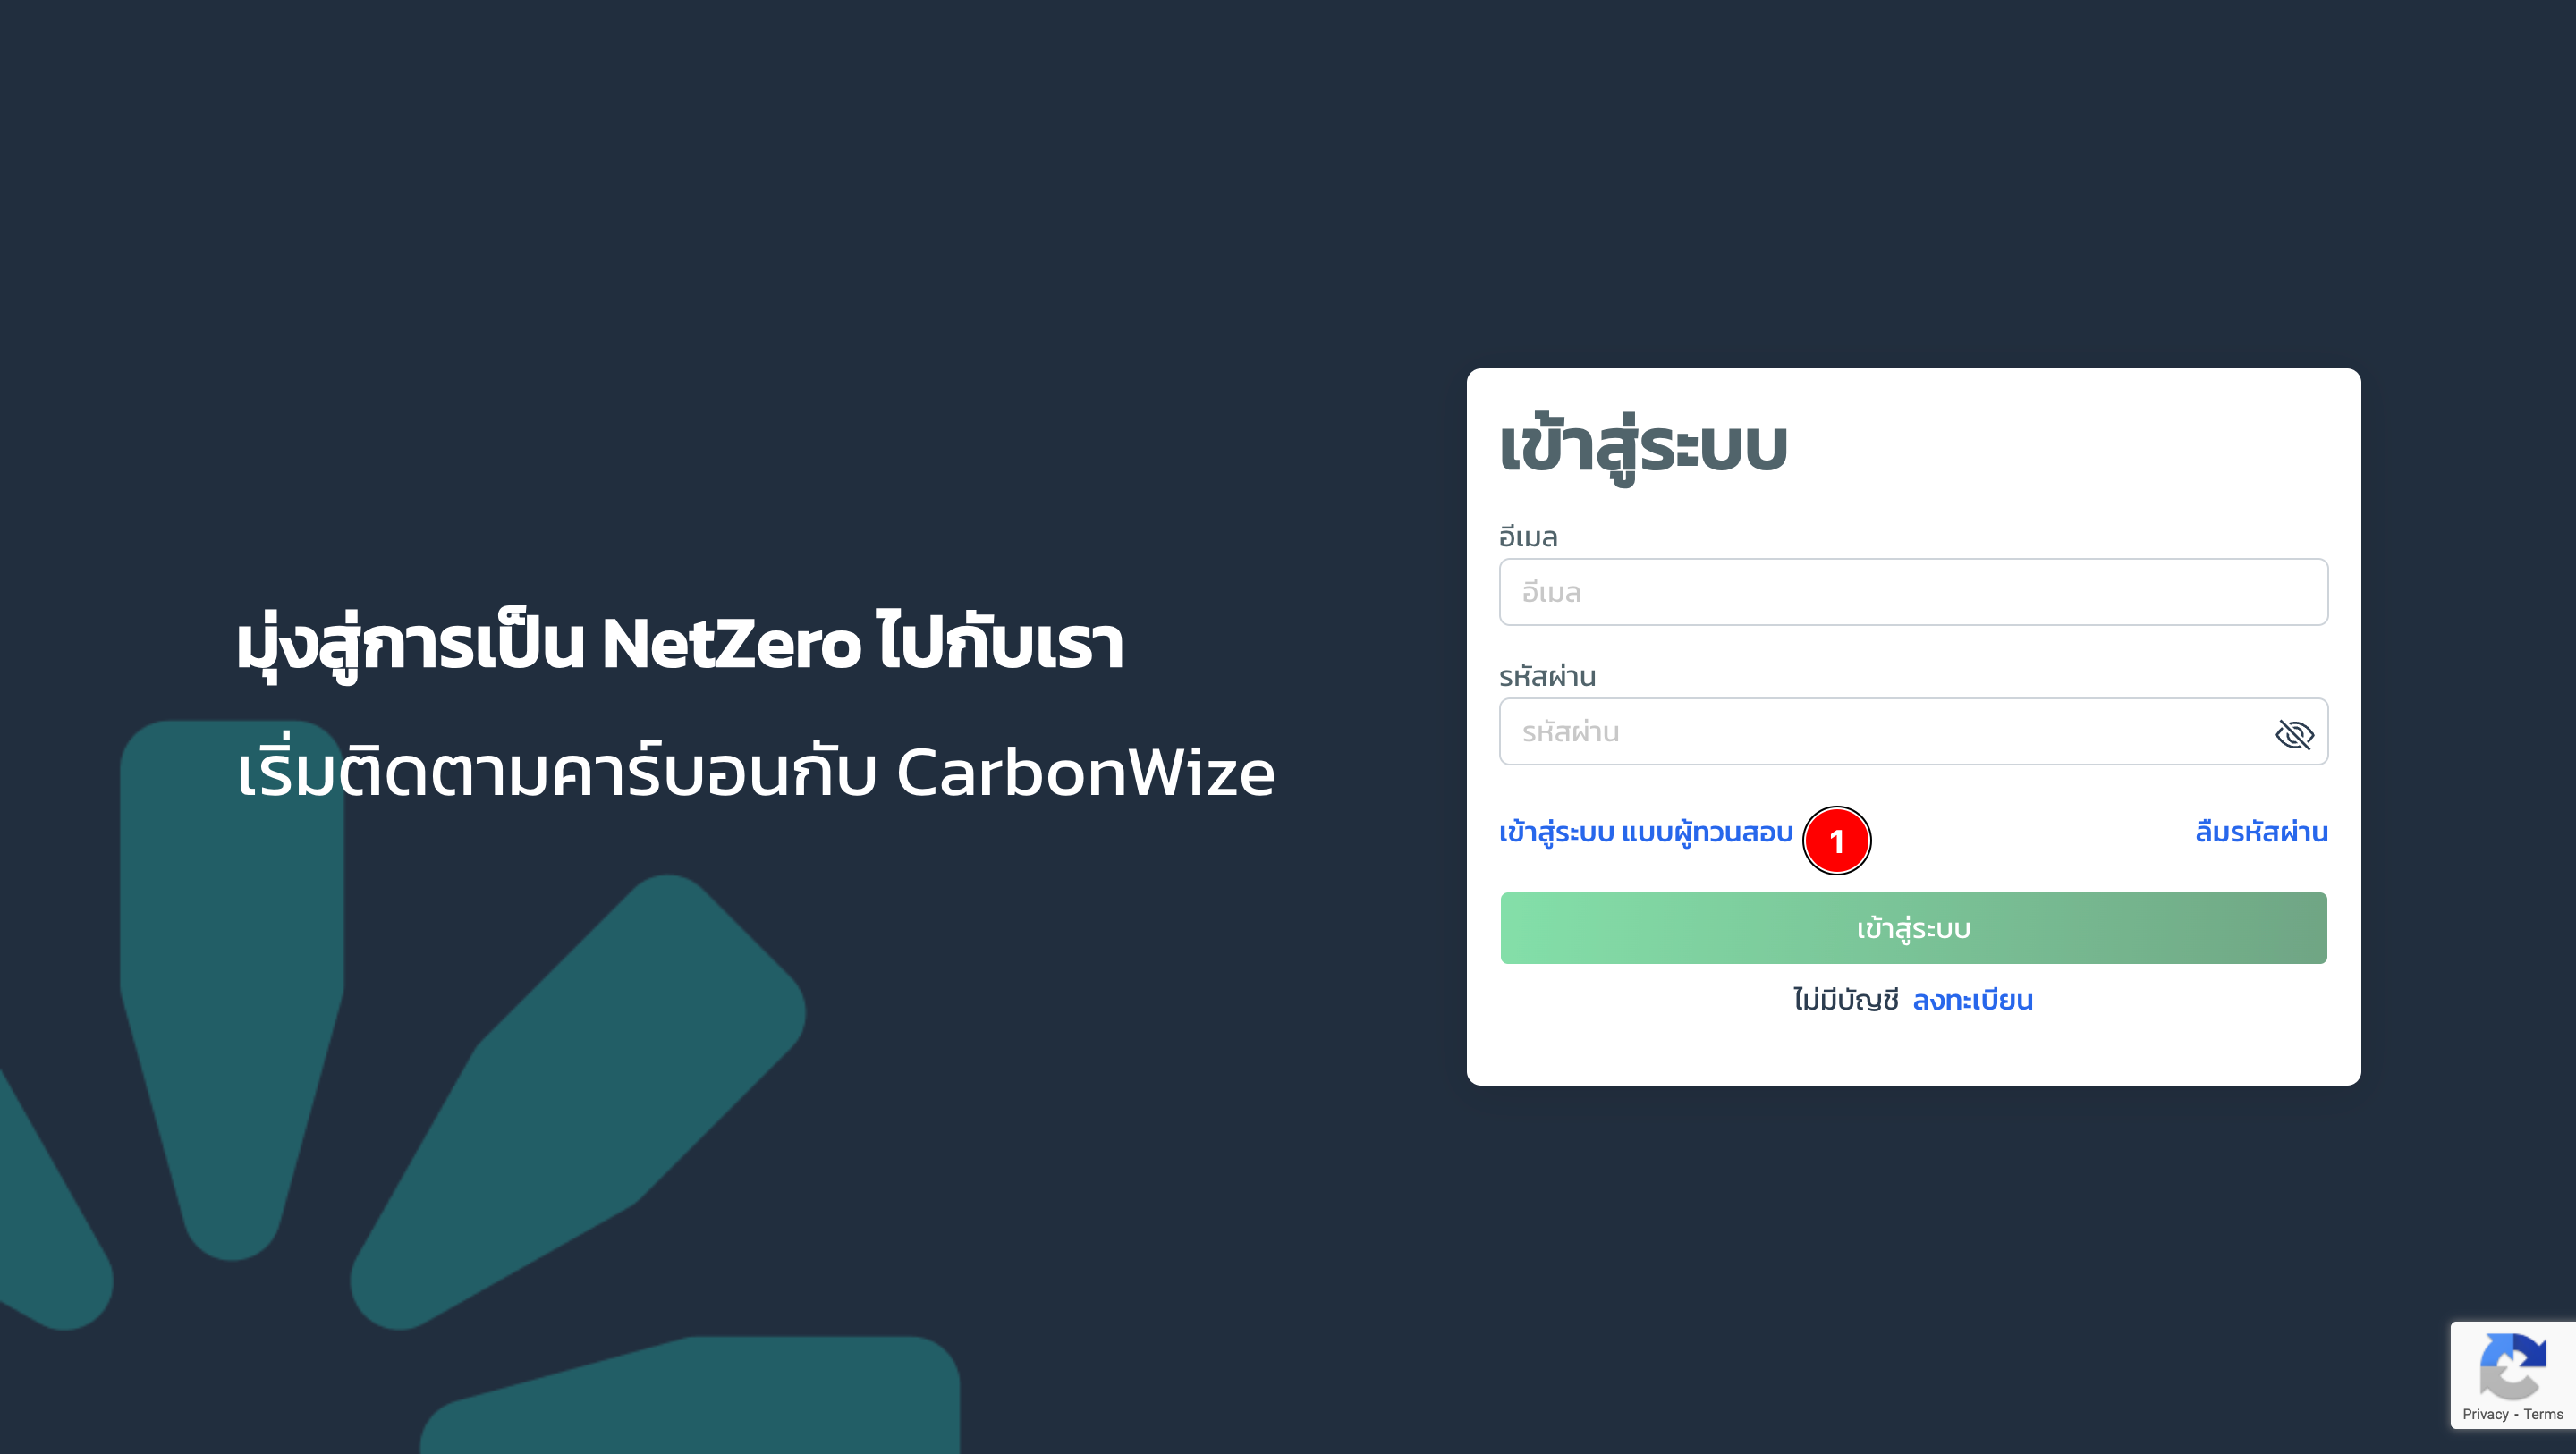 มุ่งสู่การเป็น NetZero ไปกับเรา
เริ่มติดตามคาร์บอนกับ CarbonWize
เข้าสู่ระบบ
อีเมล
อีเมล
รหัสผ่าน
รหัสผ่าน
เข้าสู่ระบบ แบบผู้ทวนสอบ 1 ลืมรหัสผ่าน
เข้าสู่ระบบ
ไม่มีบัญชี ลงทะเบียน
Privacy - Terms